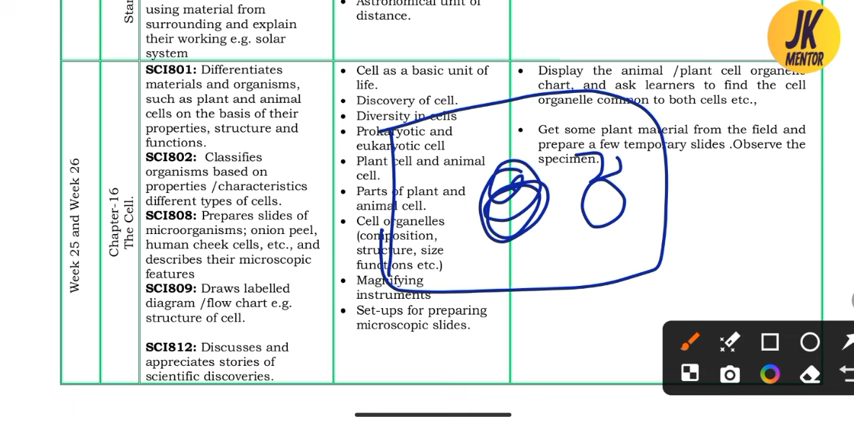 Star
using material from
surrounding and explain
their working e.g. solar
system
Astronomical unit of
distance.
JK
MENTOR
Week 25 and Week 26
Chapter-16
The Cell.
SCI801: Differentiates
materials and organisms,
such as plant and animal
cells on the basis of their
properties, structure and
functions.
SCI802: Classifies
organisms based on
properties /characteristics
different types of cells.
SCI808: Prepares slides of
microorganisms; onion peel,
human cheek cells, etc., and
describes their microscopic
features
SCI809: Draws labelled
diagram /flow chart e.g.
structure of cell.
SCI812: Discusses and
appreciates stories of
scientific discoveries.
• Cell as a basic unit of
life.
• Discovery of cell.
• Diversity in cells
• Prokaryotic and
eukaryotic cell
• Plant cell and animal
cell.
• Parts of plant and
animal cell.
• Cell organelles
(composition,
structure, size
functions etc.)
• Magnifying
instruments
• Set-ups for preparing
microscopic slides.
• Display the animal /plant cell organelle
chart, and ask learners to find the cell
organelle common to both cells etc.,
• Get some plant material from the field and
prepare a few temporary slides .Observe the
specimen.